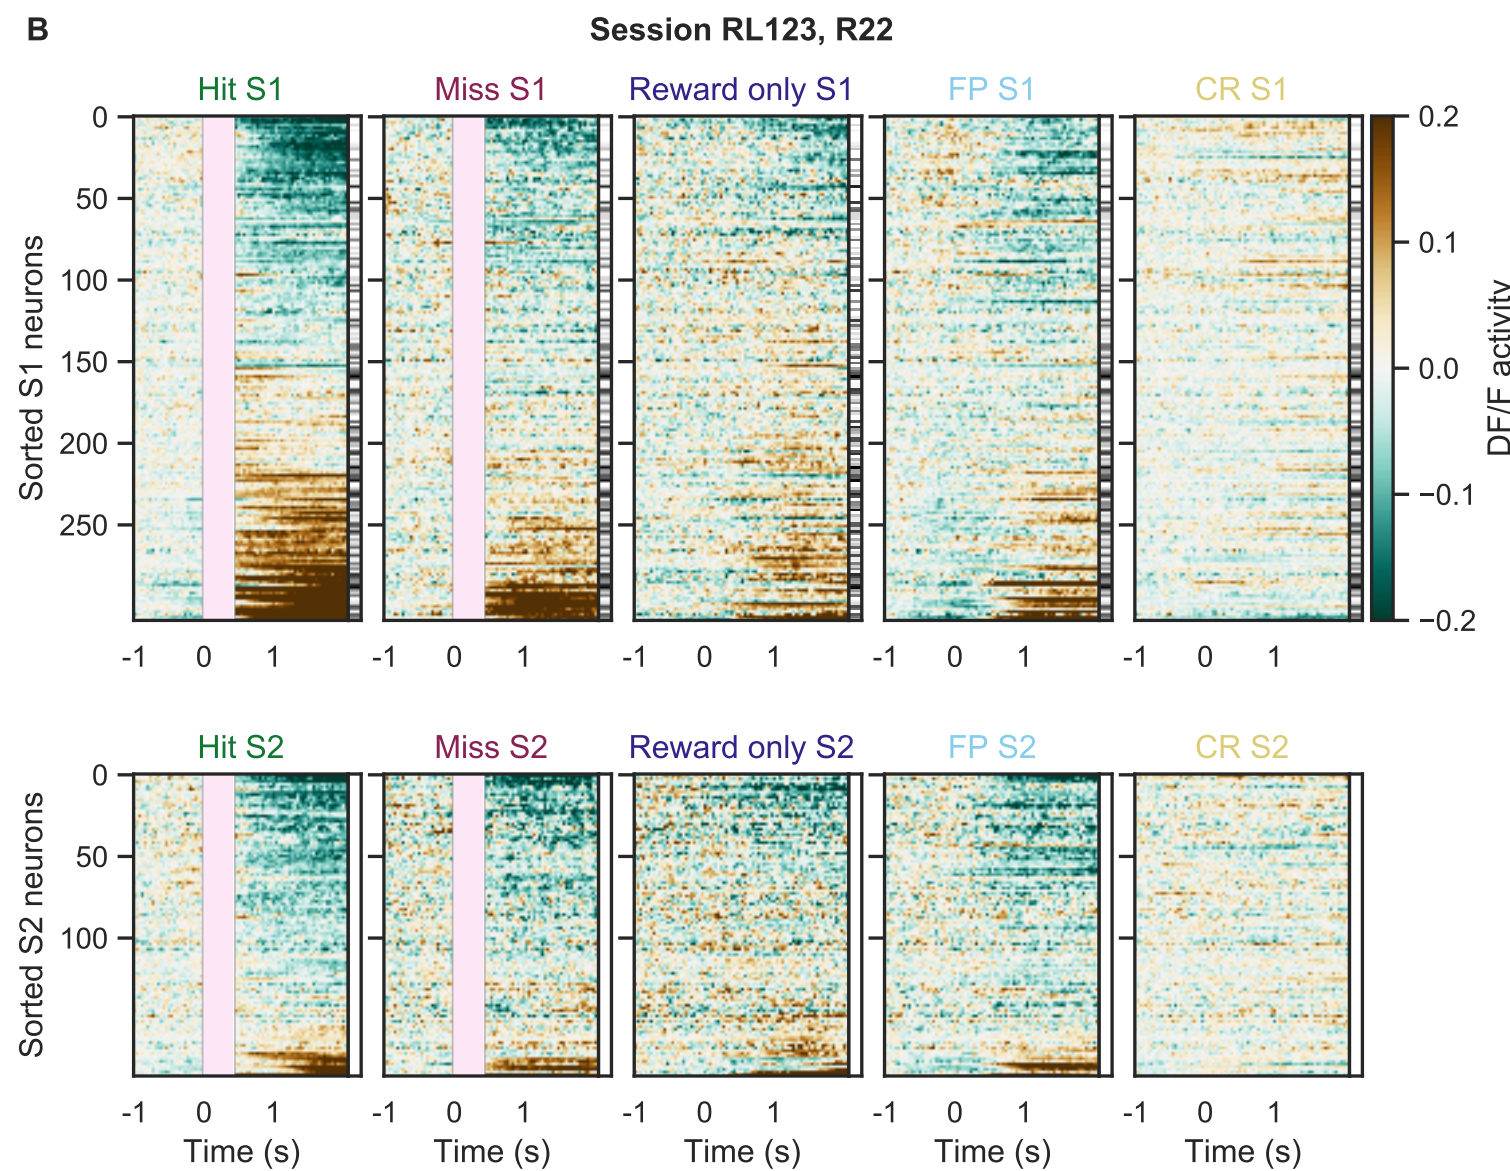 B
Session RL123, R22
Hit S1
Miss S1
Reward only S1
FP S1
CR S1
Sorted S1 neurons
0
50
100
150
200
250
-1 0 1
-1 0 1
-1 0 1
-1 0 1
-1 0 1
0.2
0.1
0.0
−0.1
−0.2
DF/F activity
Hit S2
Miss S2
Reward only S2
FP S2
CR S2
Sorted S2 neurons
0
50
100
-1 0 1
-1 0 1
-1 0 1
-1 0 1
-1 0 1
Time (s)
Time (s)
Time (s)
Time (s)
Time (s)